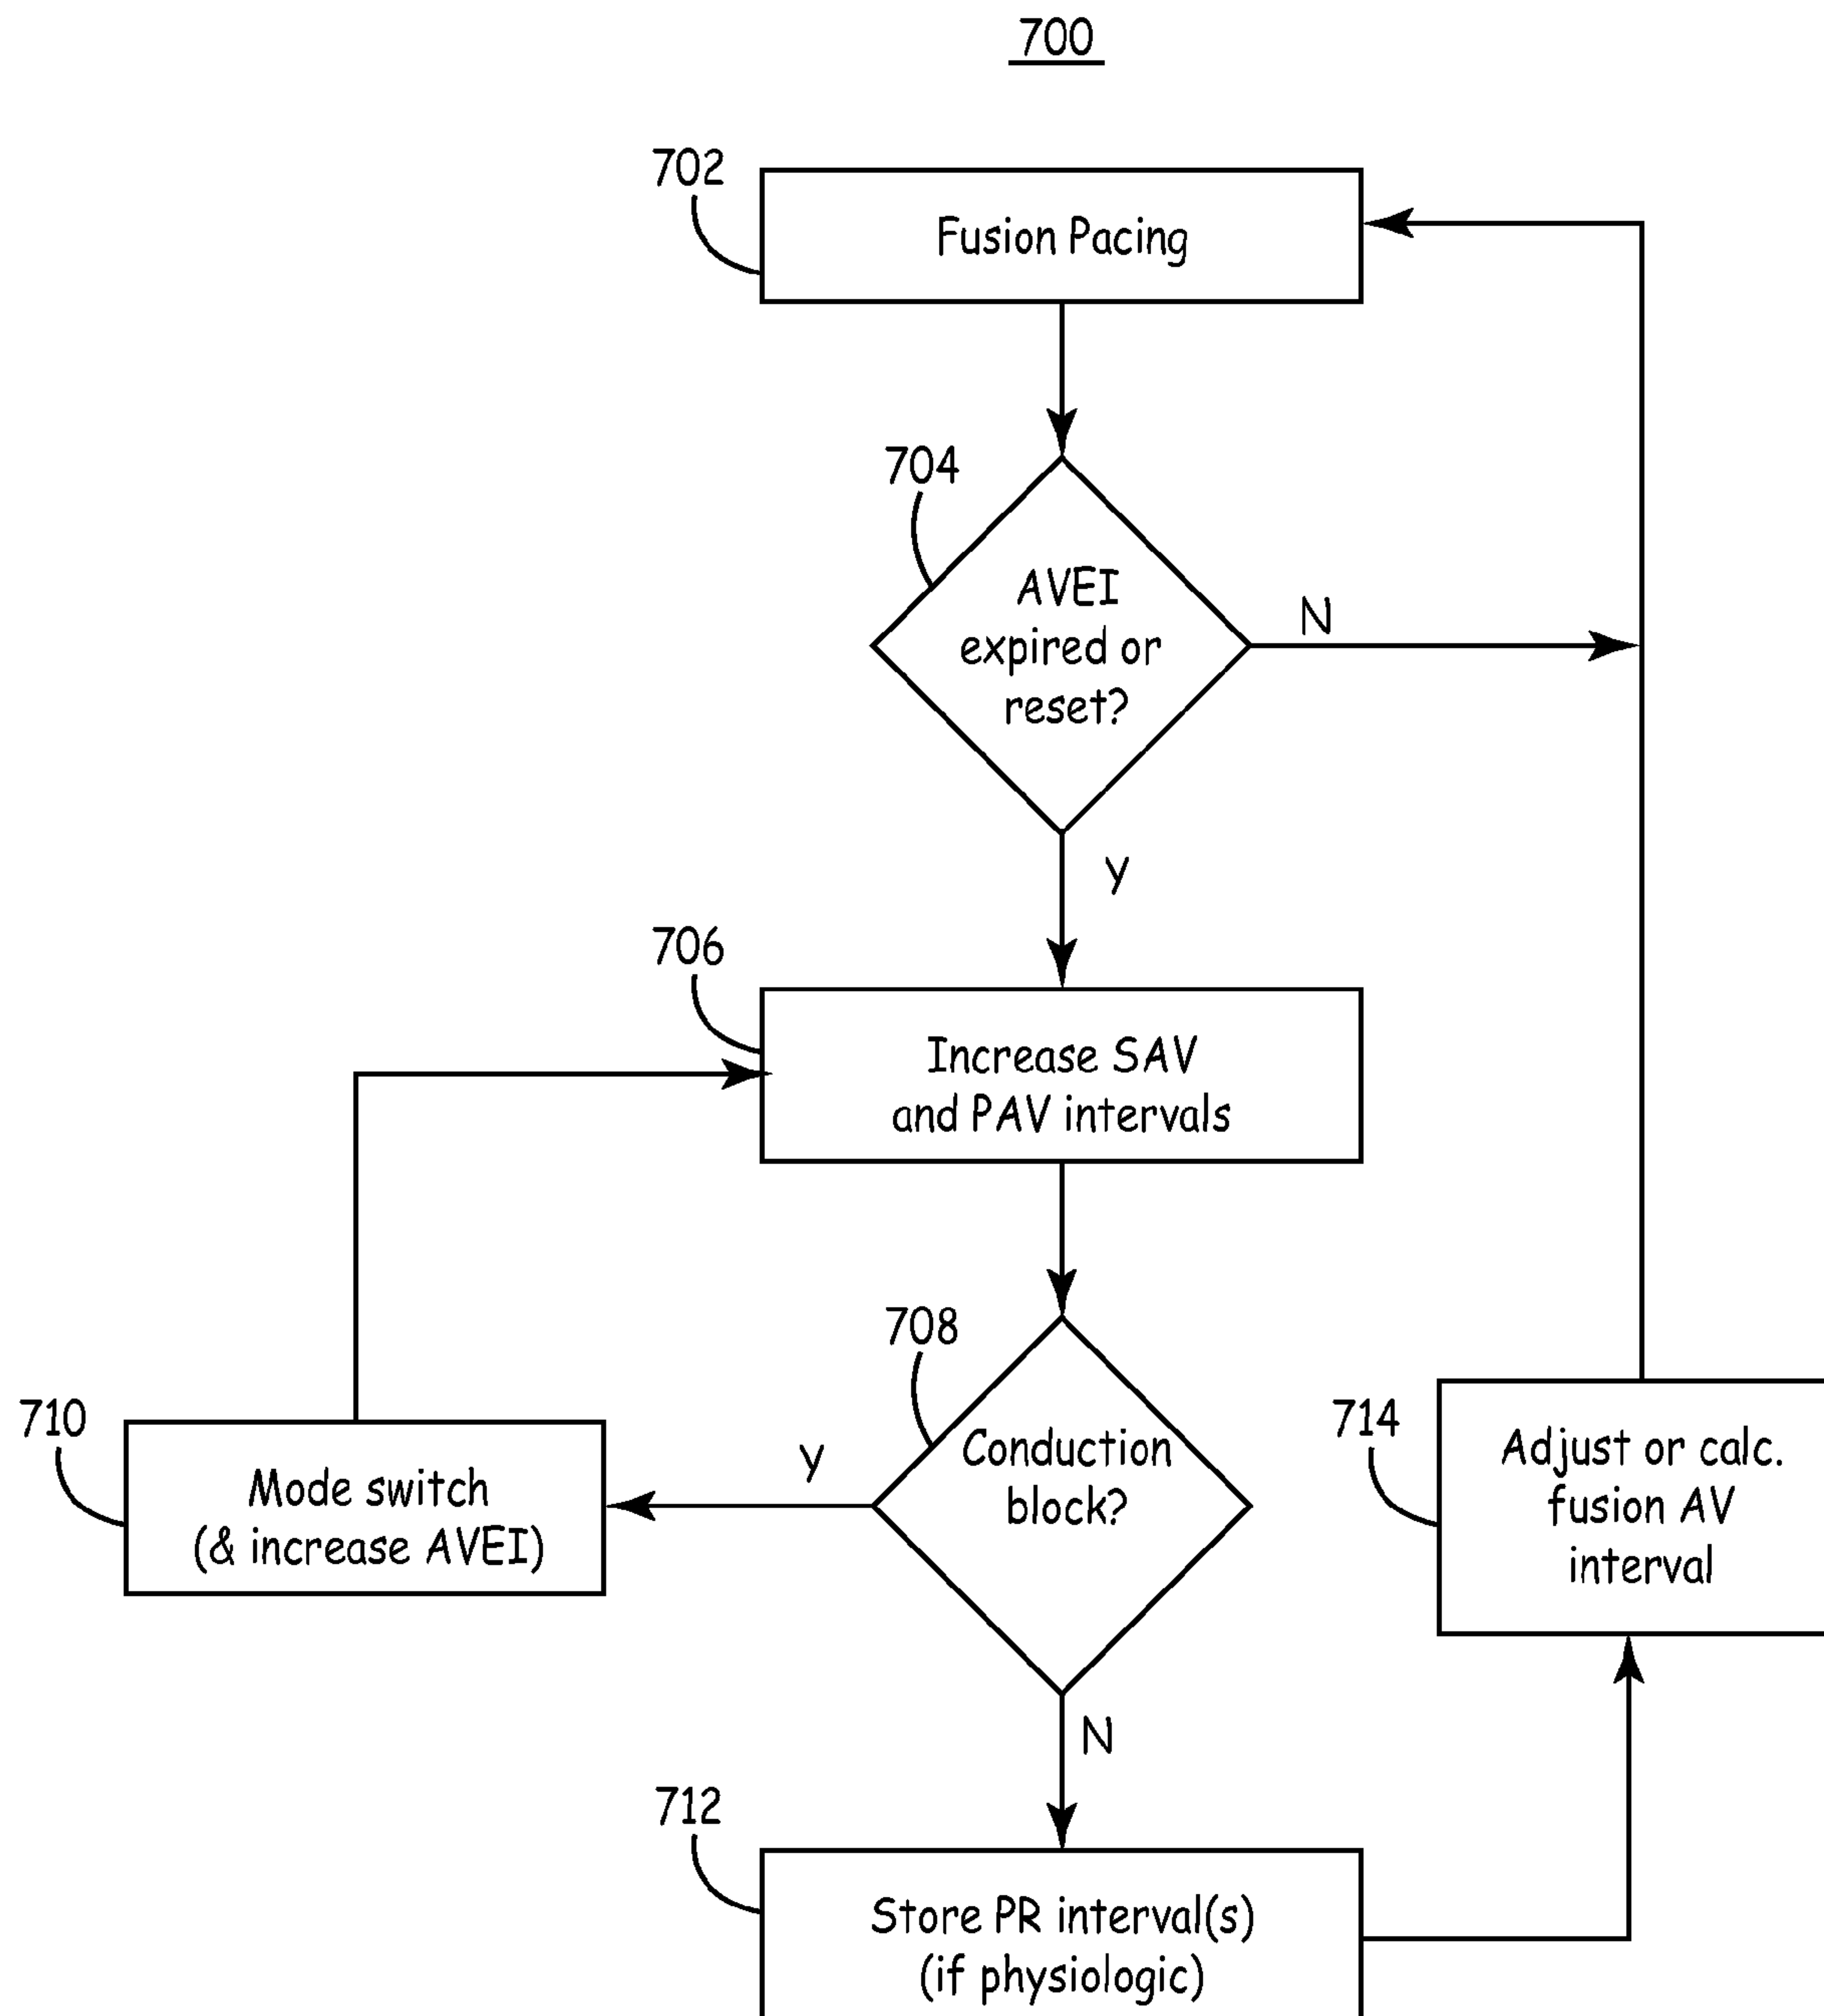 700
702
Fusion Pacing
704
AVEI
expired or
reset?
N
y
706
Increase SAV
and PAV intervals
708
Conduction
block?
y
710
Mode switch
(& increase AVEI)
714
Adjust or calc.
fusion AV
interval
N
712
Store PR interval(s)
(if physiologic)